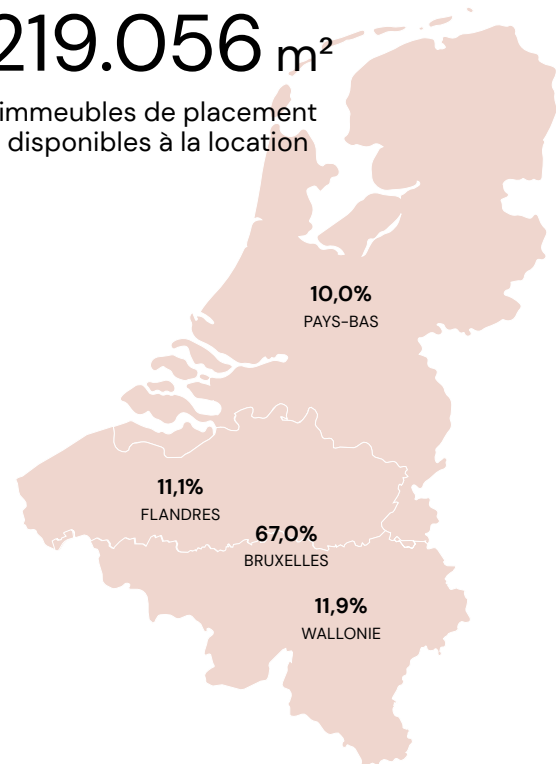 219.056 m²
immeubles de placement
disponibles à la location
10,0%
PAYS-BAS
11,1%
FLANDRES
67,0%
BRUXELLES
11,9%
WALLONIE